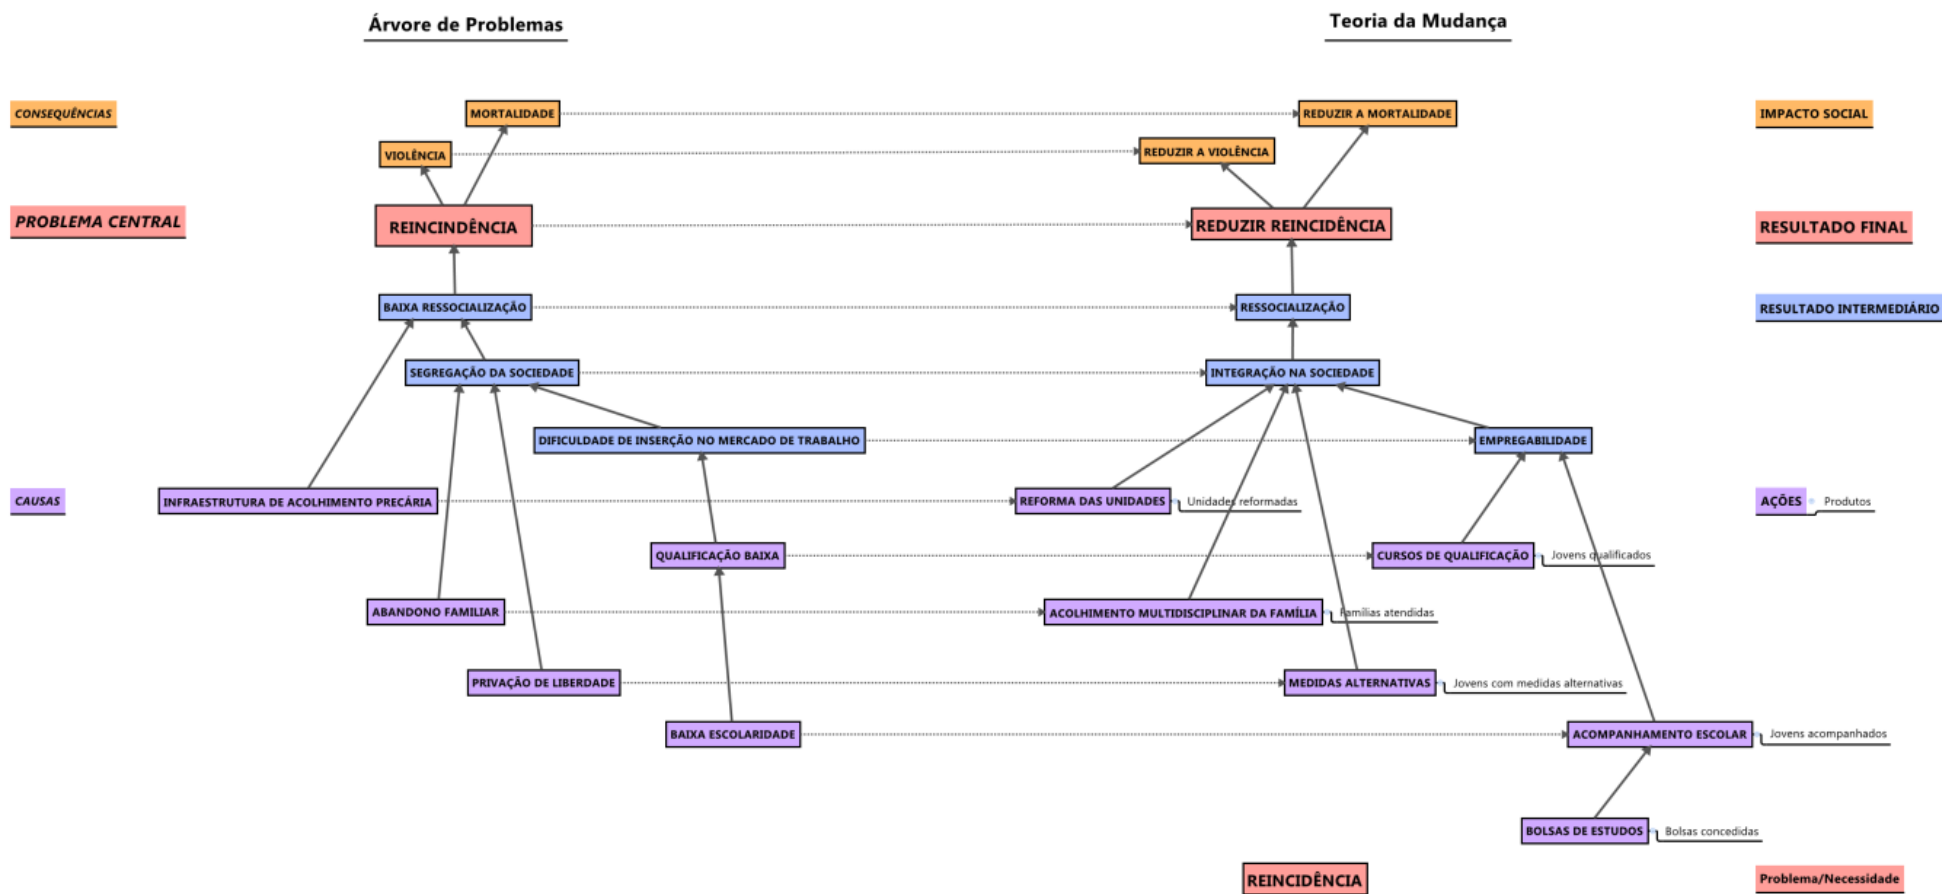 Árvore de Problemas
Teoria da Mudança
CONSEQUÊNCIAS
MORTALIDADE
REDUZIR A MORTALIDADE
IMPACTO SOCIAL
VIOLÊNCIA
REDUZIR A VIOLÊNCIA
PROBLEMA CENTRAL
REINCINDÊNCIA
REDUZIR REINCIDÊNCIA
RESULTADO FINAL
BAIXA RESSOCIALIZAÇÃO
RESSOCIALIZAÇÃO
RESULTADO INTERMEDIÁRIO
SEGREGAÇÃO DA SOCIEDADE
INTEGRAÇÃO NA SOCIEDADE
DIFICULDADE DE INSERÇÃO NO MERCADO DE TRABALHO
EMPREGABILIDADE
CAUSAS
INFRAESTRUTURA DE ACOLHIMENTO PRECÁRIA
REFORMA DAS UNIDADES
Unidades reformadas
AÇÕES
Produtos
QUALIFICAÇÃO BAIXA
CURSOS DE QUALIFICAÇÃO
Jovens qualificados
ABANDONO FAMILIAR
ACOLHIMENTO MULTIDISCIPLINAR DA FAMÍLIA
Famílias atendidas
PRIVAÇÃO DE LIBERDADE
MEDIDAS ALTERNATIVAS
Jovens com medidas alternativas
BAIXA ESCOLARIDADE
ACOMPANHAMENTO ESCOLAR
Jovens acompanhados
BOLSAS DE ESTUDOS
Bolsas concedidas
REINCIDÊNCIA
Problema/Necessidade